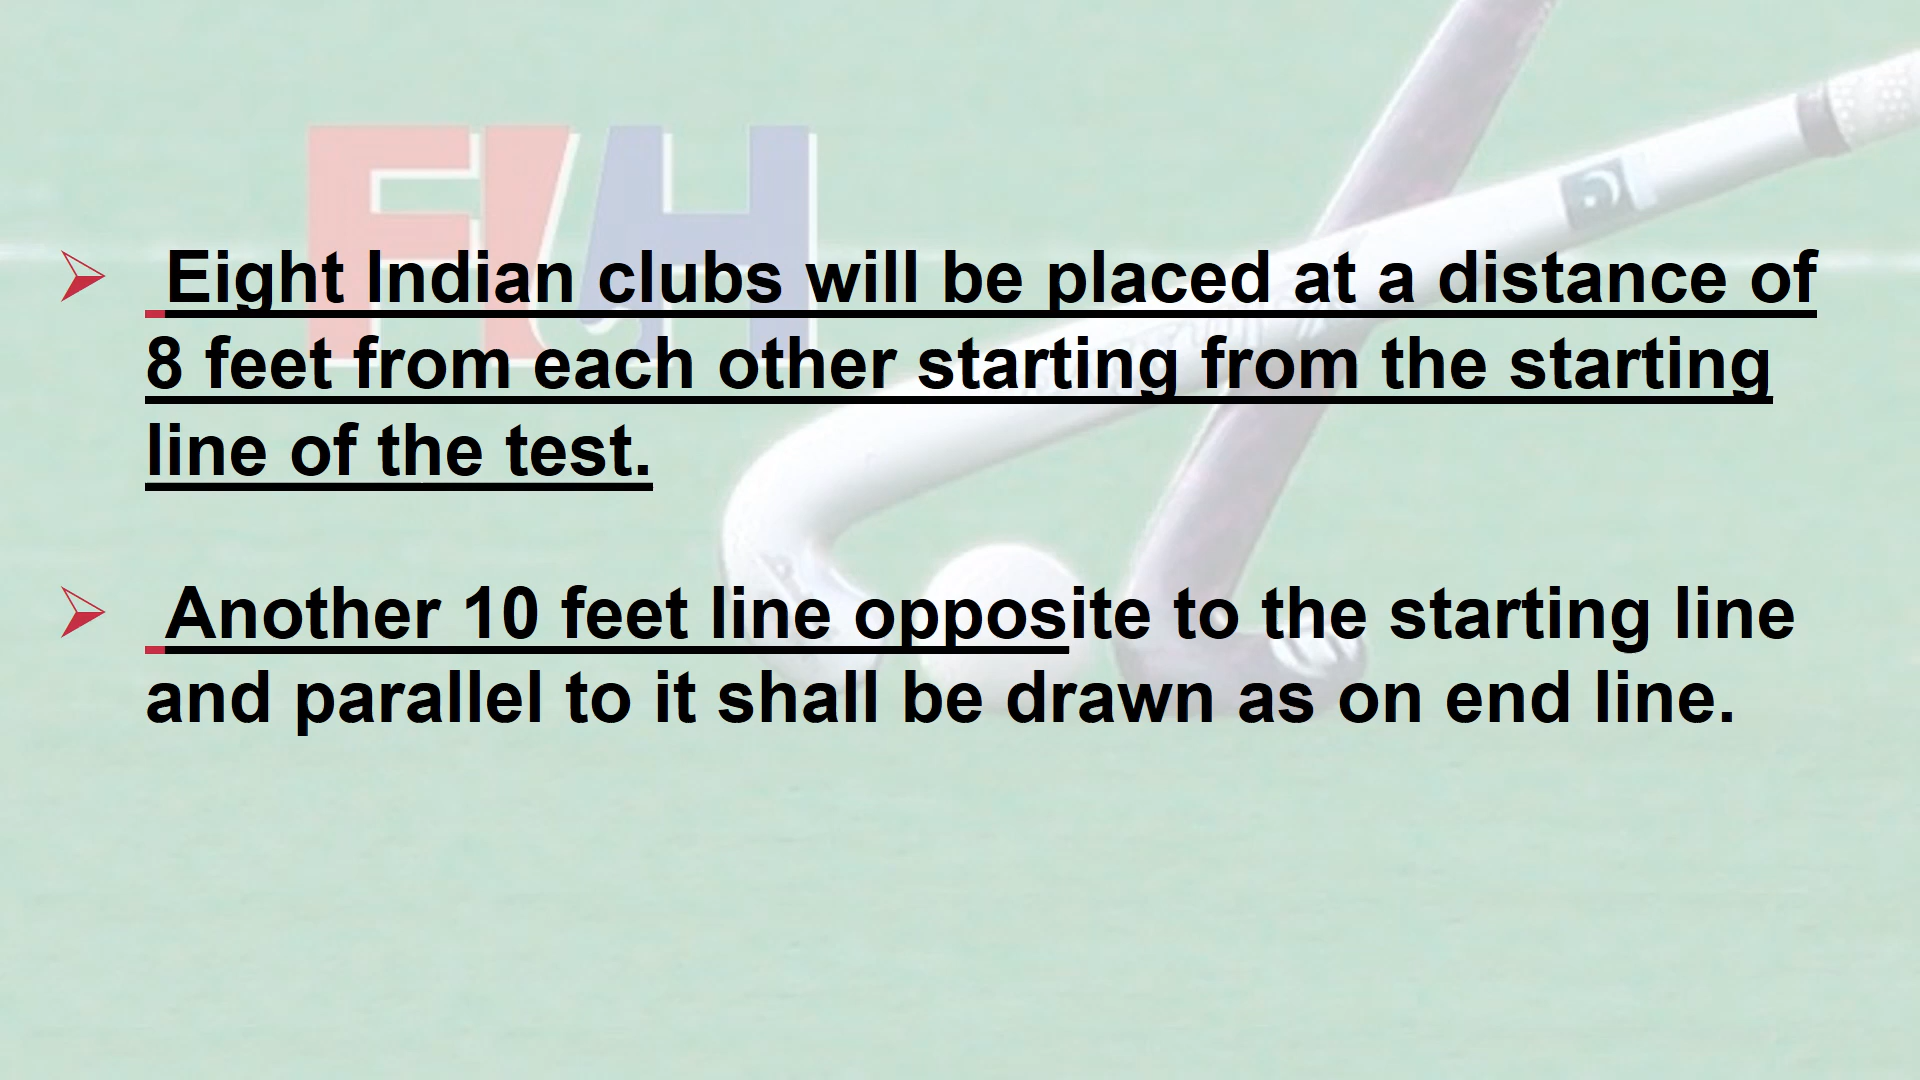 FIH
Eight Indian clubs will be placed at a distance of
8 feet from each other starting from the starting
line of the test.
Another 10 feet line opposite to the starting line
and parallel to it shall be drawn as on end line.